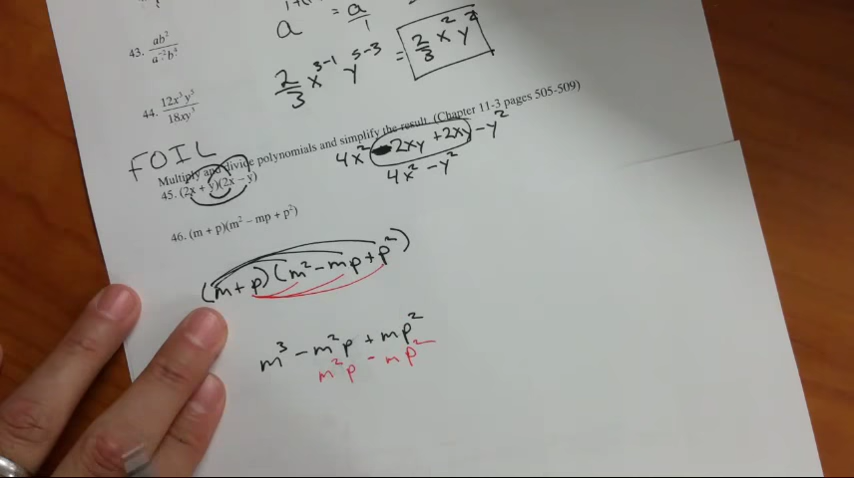 a = a/1
43. ab²/a⁻²b⁴
2/3 x³⁻¹ y⁵⁻³ = 2/3 x² y²
44. 12x³y⁵/18xy³
FOIL
Multiply and divide polynomials and simplify the result. (Chapter 11-3 pages 505-509)
4x² - 2xy + 2xy - y²
4x² - y²
45. (2x + y)(2x – y)
46. (m + p)(m² – mp + p²)
(m+p)(m²-mp+p²)
m³ - m²p + mp²
m²p - mp²